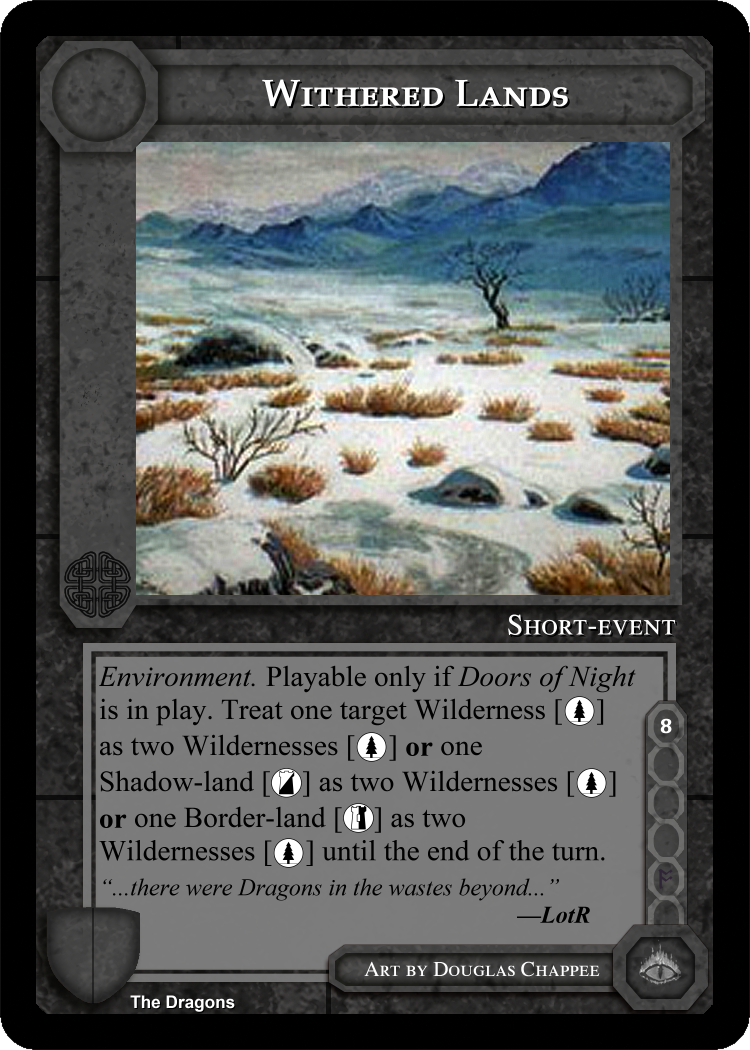 Withered Lands
Short-event
Environment. Playable only if Doors of Night
is in play. Treat one target Wilderness [ ]
as two Wildernesses [ ] or one
Shadow-land [ ] as two Wildernesses [ ]
or one Border-land [ ] as two
Wildernesses [ ] until the end of the turn.
8
“...there were Dragons in the wastes beyond...”
—LotR
Art by Douglas Chappee
The Dragons